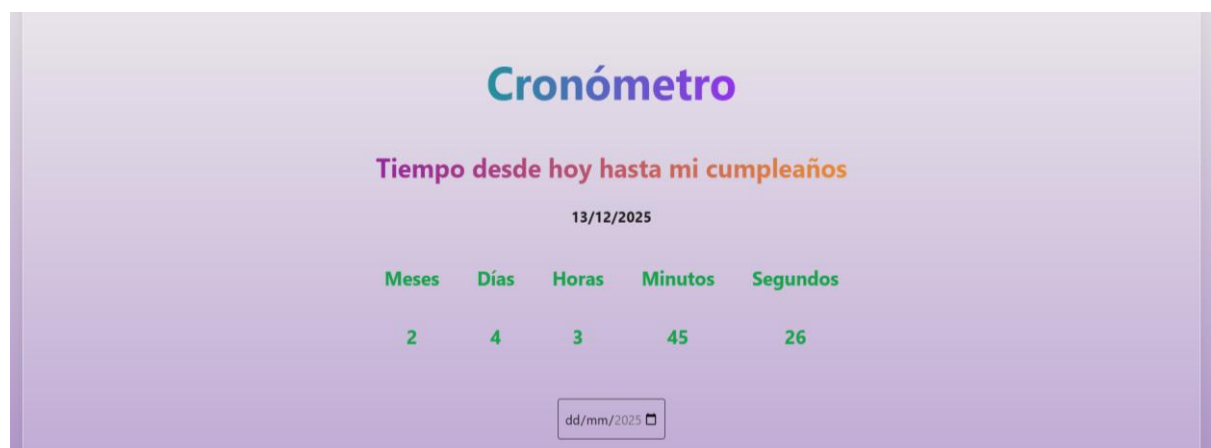 Cronómetro
Tiempo desde hoy hasta mi cumpleaños
13/12/2025
Meses Días Horas Minutos Segundos
2 4 3 45 26
dd/mm/2025